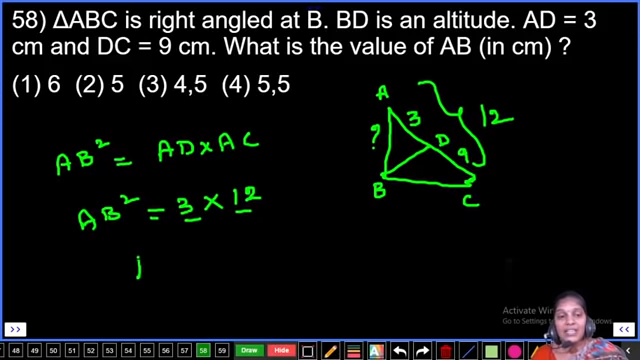 58) ΔABC is right angled at B. BD is an altitude. AD = 3
cm and DC = 9 cm. What is the value of AB (in cm) ?
(1) 6 (2) 5 (3) 4,5 (4) 5,5
A
3
12
?
D
9
B
C
AB² = AD x AC
AB² = 3 x 12
Activate Window
Go to Settings to activate
>>
48 49 50 51 52 53 54 55 56 57 58 59
Draw
Hide
<<